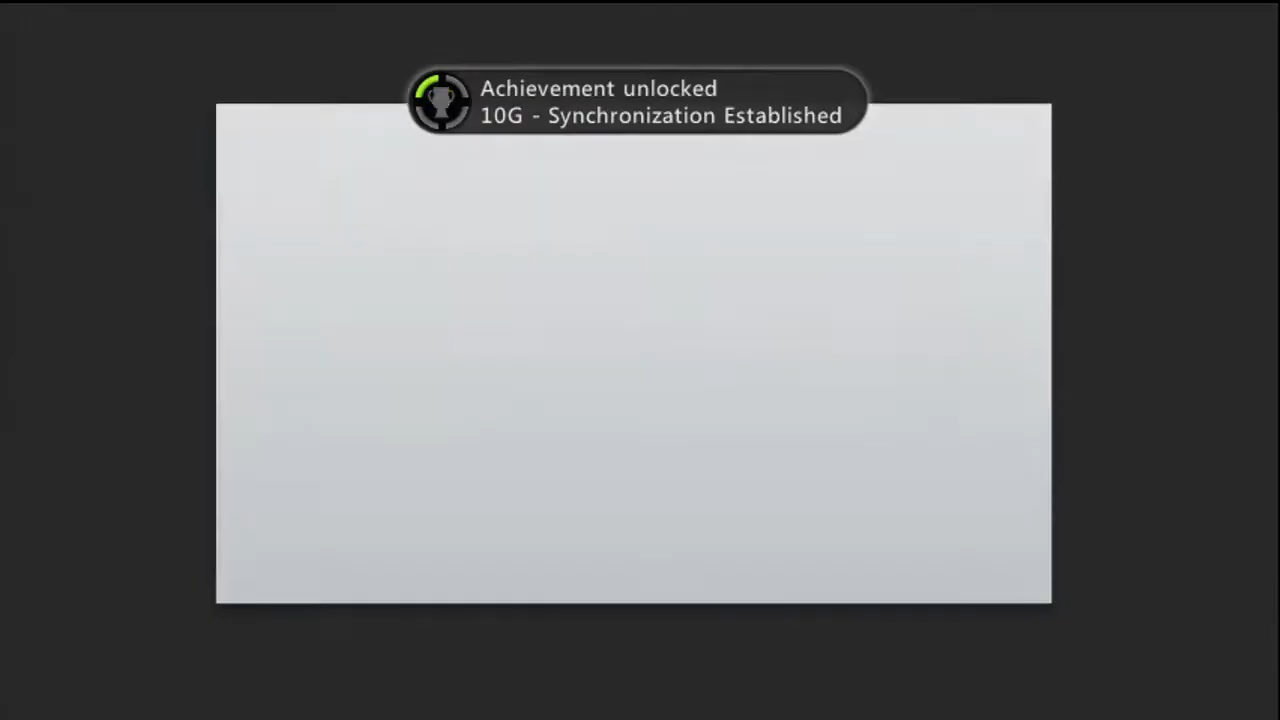 Achievement unlocked
10G - Synchronization Established